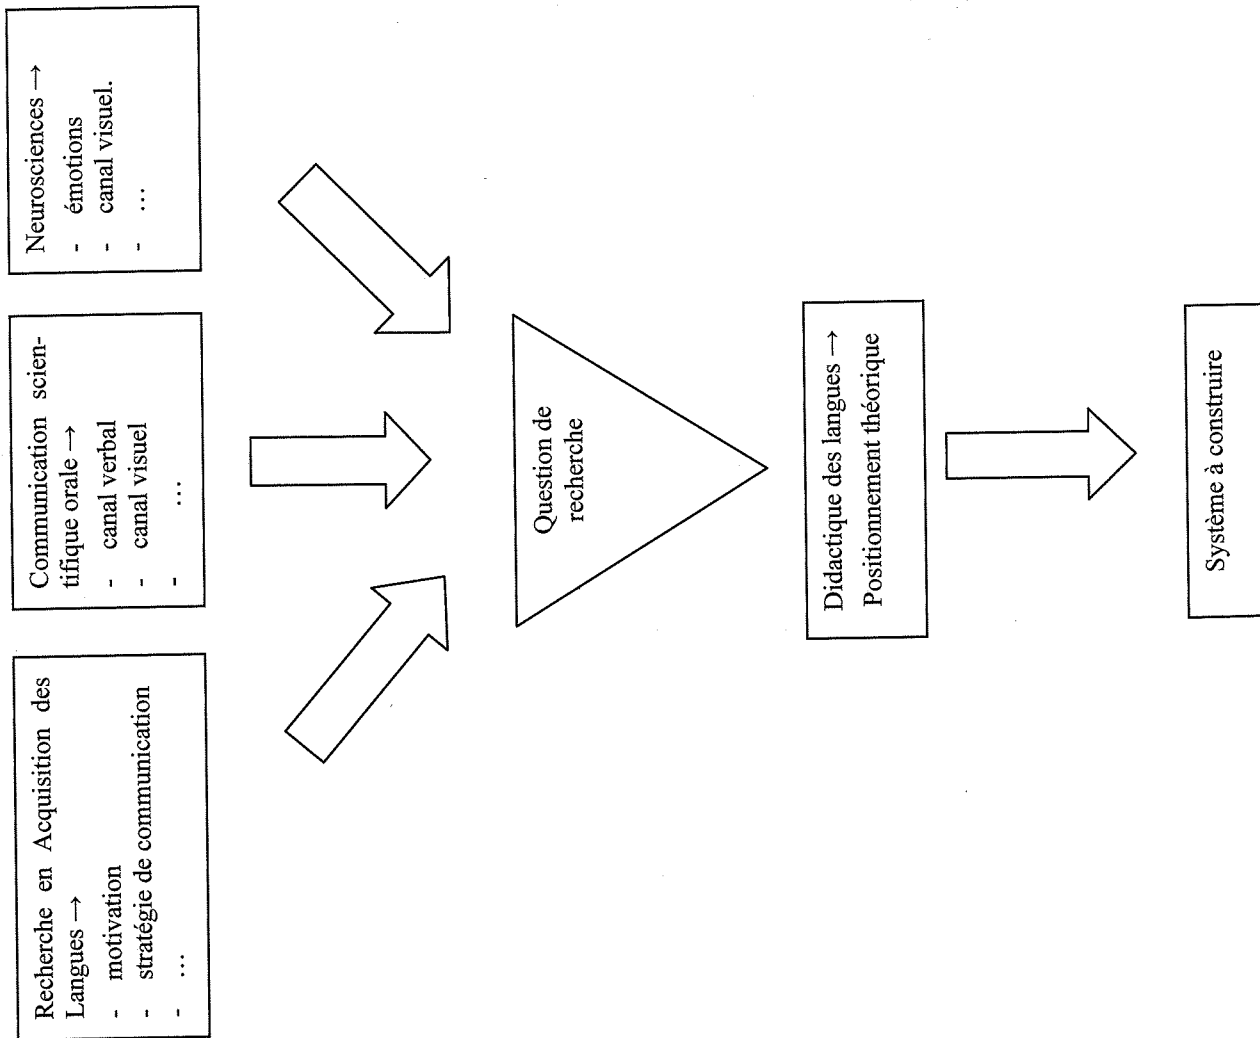 Recherche en Acquisition des
Langues →
- motivation
- stratégie de communication
- …
Communication scien-
tifique orale →
- canal verbal
- canal visuel
- …
Neurosciences →
- émotions
- canal visuel.
- …
Question de
recherche
Didactique des langues →
Positionnement théorique
Système à construire